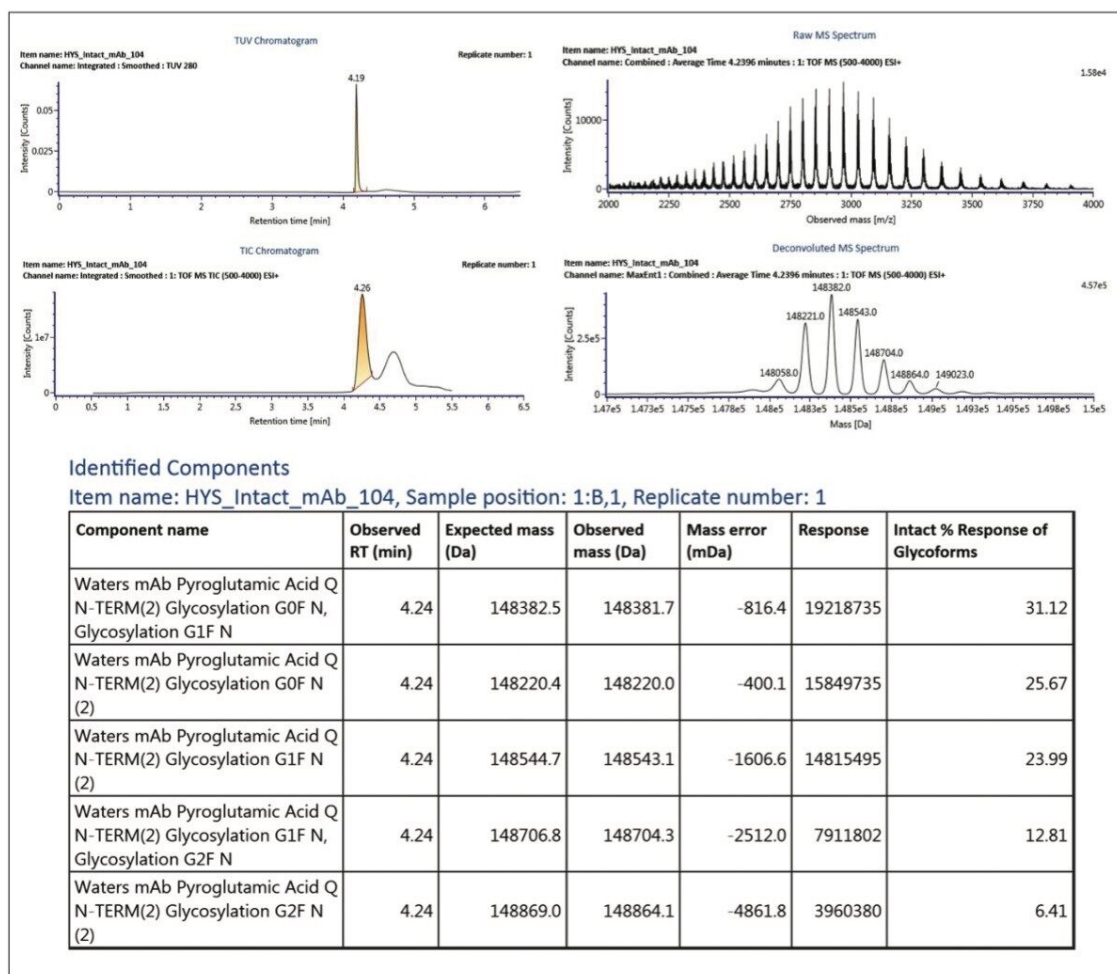 TUV Chromatogram
Item name: HYS_Intact_mAb_104
Replicate number: 1
Channel name: Integrated : Smoothed : TUV 280
4.19
Intensity [Counts]
0.05
0.025
0
0 1 2 3 4 5 6
Retention time [min]
Raw MS Spectrum
Item name: HYS_Intact_mAb_104
Channel name: Combined : Average Time 4.2396 minutes : 1: TOF MS (500-4000) ESI+
1.58e4
Intensity [Counts]
10000
0
2000 2250 2500 2750 3000 3250 3500 3750 4000
Observed mass [m/z]
TIC Chromatogram
Item name: HYS_Intact_mAb_104
Replicate number: 1
Channel name: Integrated : Smoothed : 1: TOF MS TIC (500-4000) ESI+
4.26
Intensity [Counts]
1e7
0
0 0.5 1 1.5 2 2.5 3 3.5 4 4.5 5 5.5 6 6.5
Retention time [min]
Deconvoluted MS Spectrum
Item name: HYS_Intact_mAb_104
Channel name: MaxEnt1 : Combined : Average Time 4.2396 minutes : 1: TOF MS (500-4000) ESI+
4.57e5
148382.0
148221.0
148543.0
148704.0
148058.0
148864.0
149023.0
Intensity [Counts]
2.5e5
0
1.47e5 1.473e5 1.475e5 1.478e5 1.48e5 1.483e5 1.485e5 1.488e5 1.49e5 1.493e5 1.495e5 1.498e5 1.5e5
Mass [Da]
Identified Components
Item name: HYS_Intact_mAb_104, Sample position: 1:B,1, Replicate number: 1
Component name
Observed
RT (min)
Expected mass
(Da)
Observed
mass (Da)
Mass error
(mDa)
Response
Intact % Response of
Glycoforms
Waters mAb Pyroglutamic Acid Q
N-TERM(2) Glycosylation G0F N,
Glycosylation G1F N
4.24 148382.5 148381.7 -816.4 19218735 31.12
Waters mAb Pyroglutamic Acid Q
N-TERM(2) Glycosylation G0F N
(2)
4.24 148220.4 148220.0 -400.1 15849735 25.67
Waters mAb Pyroglutamic Acid Q
N-TERM(2) Glycosylation G1F N
(2)
4.24 148544.7 148543.1 -1606.6 14815495 23.99
Waters mAb Pyroglutamic Acid Q
N-TERM(2) Glycosylation G1F N,
Glycosylation G2F N
4.24 148706.8 148704.3 -2512.0 7911802 12.81
Waters mAb Pyroglutamic Acid Q
N-TERM(2) Glycosylation G2F N
(2)
4.24 148869.0 148864.1 -4861.8 3960380 6.41